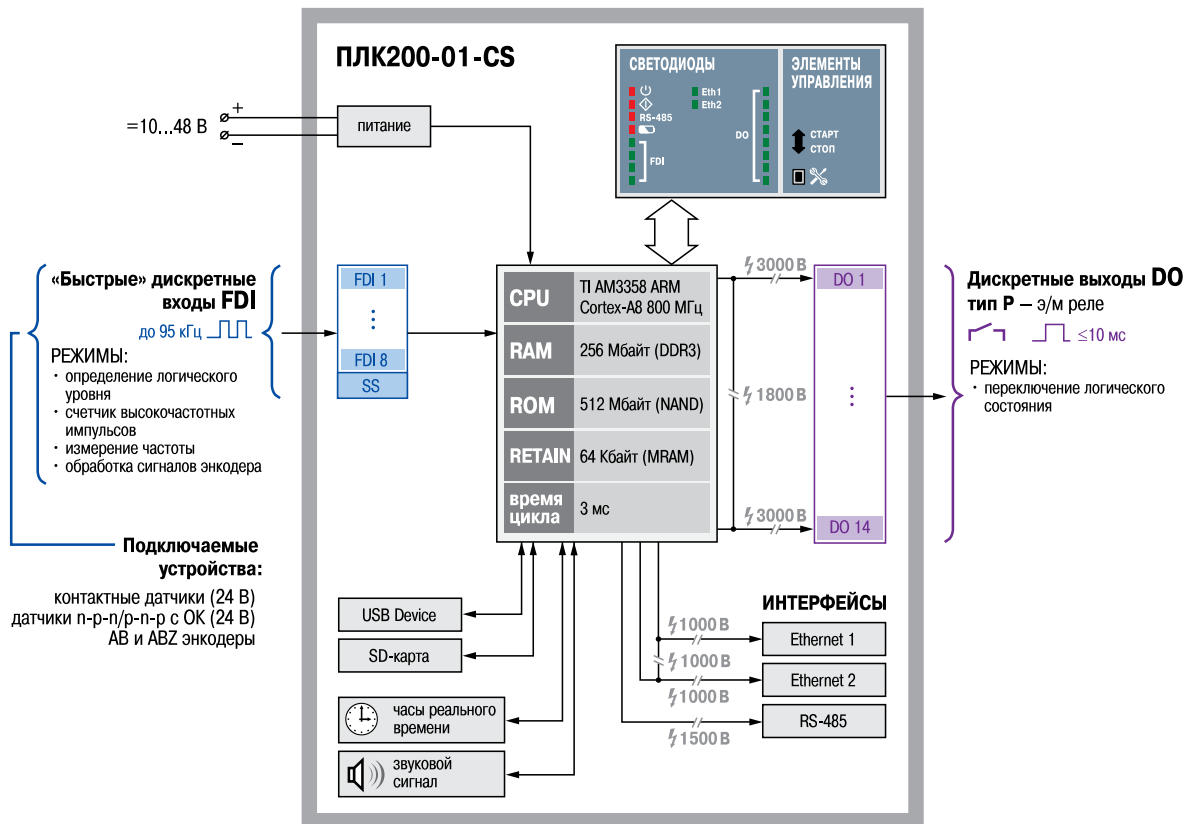 ПЛК200-01-CS
=10...48 В
+
–
питание
СВЕТОДИОДЫ
RS-485
FDI
Eth1
Eth2
DO
ЭЛЕМЕНТЫ
УПРАВЛЕНИЯ
СТАРТ
СТОП
«Быстрые» дискретные
входы FDI
до 95 кГц
РЕЖИМЫ:
· определение логического
уровня
· счетчик высокочастотных
импульсов
· измерение частоты
· обработка сигналов энкодера
Подключаемые
устройства:
контактные датчики (24 В)
датчики n-p-n/p-n-p с ОК (24 В)
AB и ABZ энкодеры
FDI 1
FDI 8
SS
CPU
TI AM3358 ARM
Cortex-A8 800 МГц
RAM
256 Мбайт (DDR3)
ROM
512 Мбайт (NAND)
RETAIN
64 Кбайт (MRAM)
время
цикла
3 мс
3000 В
1800 В
3000 В
DO 1
DO 14
Дискретные выходы DO
тип Р – э/м реле
≤10 мс
РЕЖИМЫ:
· переключение логического
состояния
USB Device
SD-карта
часы реального
времени
звуковой
сигнал
ИНТЕРФЕЙСЫ
1000 В
Ethernet 1
1000 В
Ethernet 2
1000 В
RS-485
1500 В